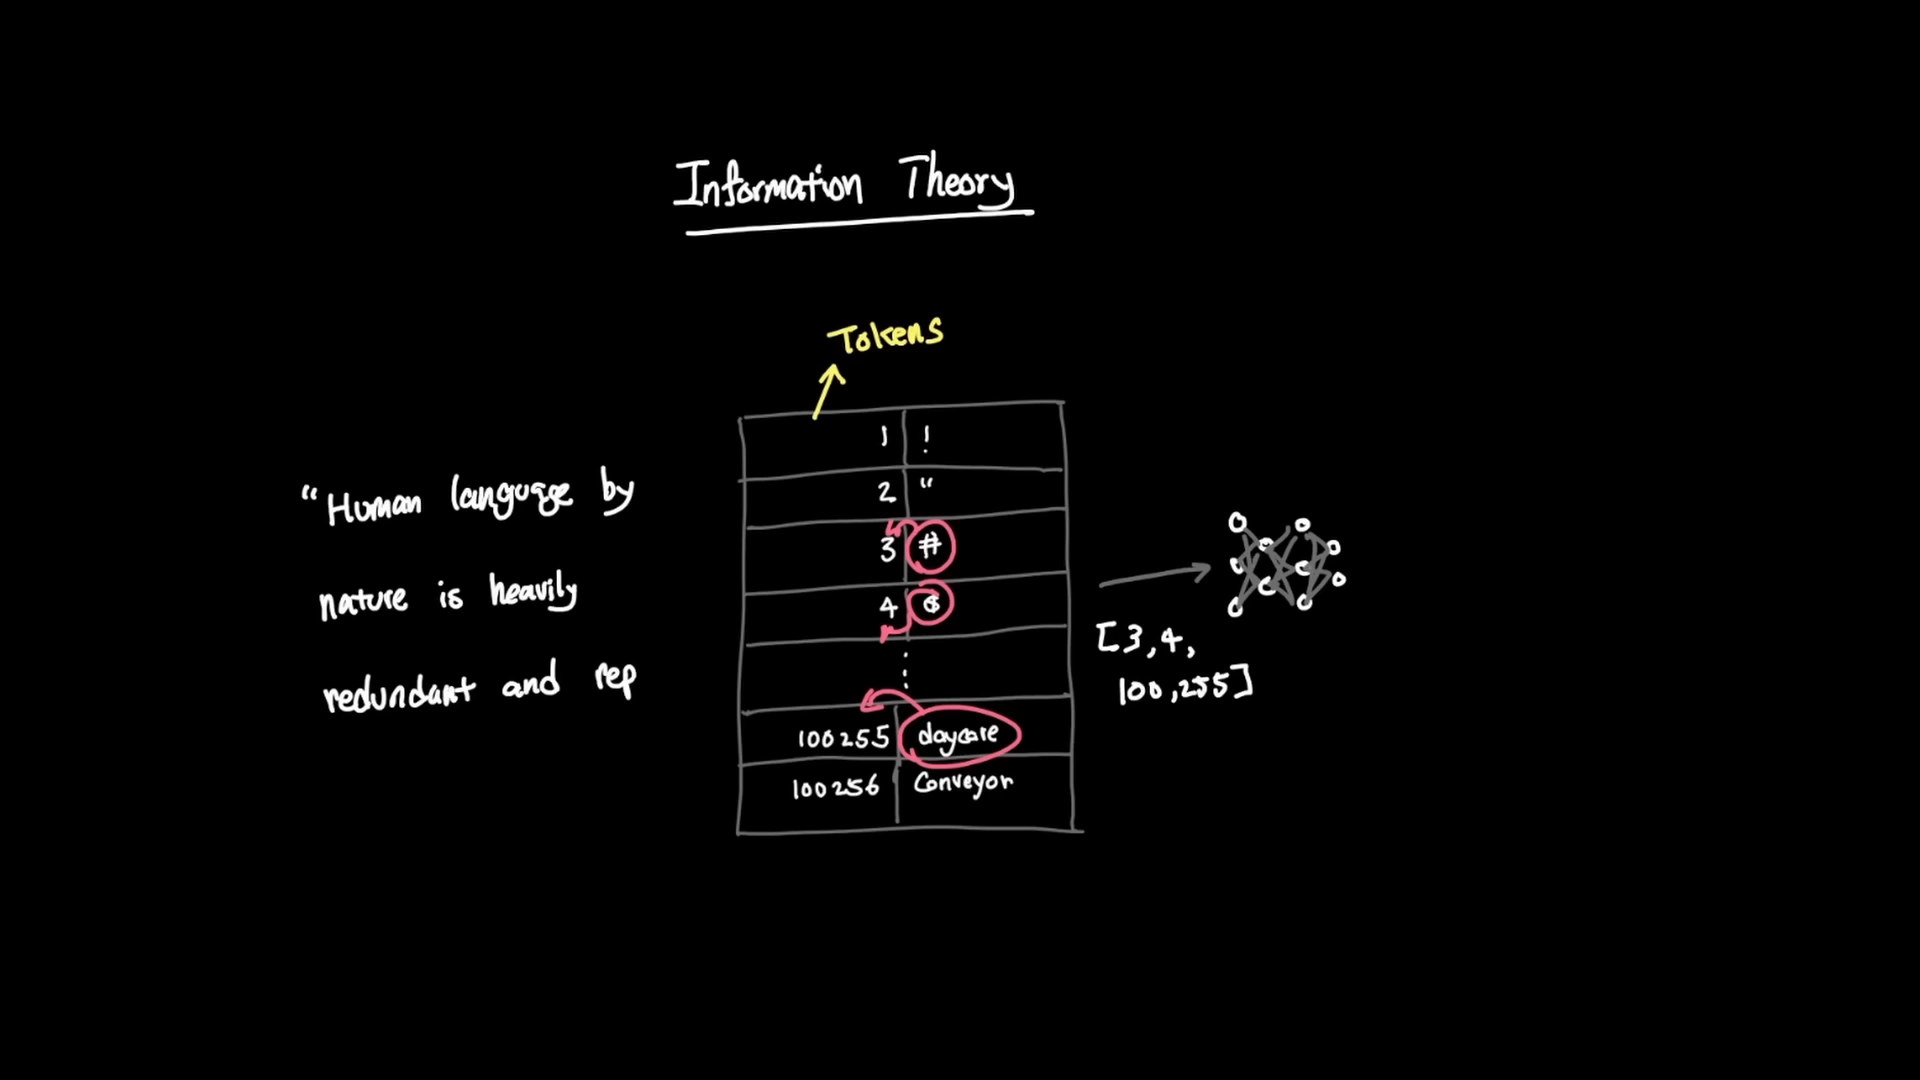 Information Theory
Tokens
“Human language by
nature is heavily
redundant and rep
1 !
2 “
3 #
4 $
100255 daycare
100256 Conveyor
[3,4,
100,255]